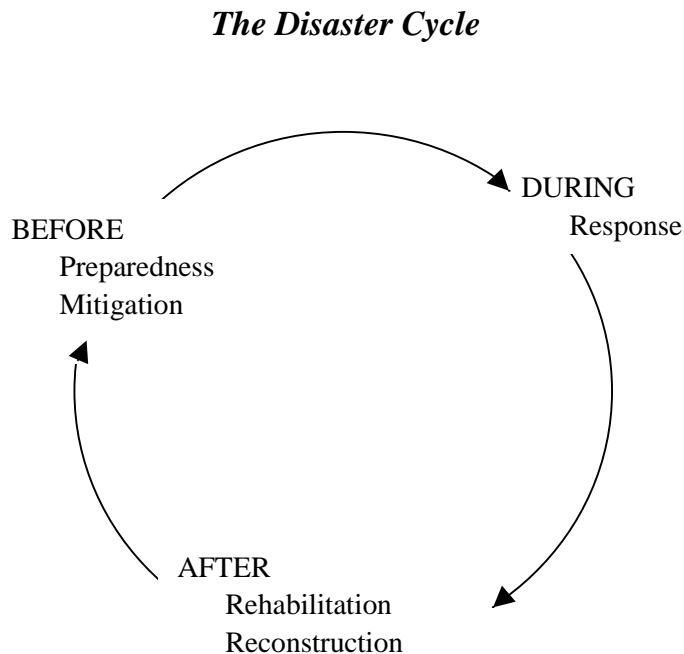 The Disaster Cycle
DURING
Response
BEFORE
Preparedness
Mitigation
AFTER
Rehabilitation
Reconstruction